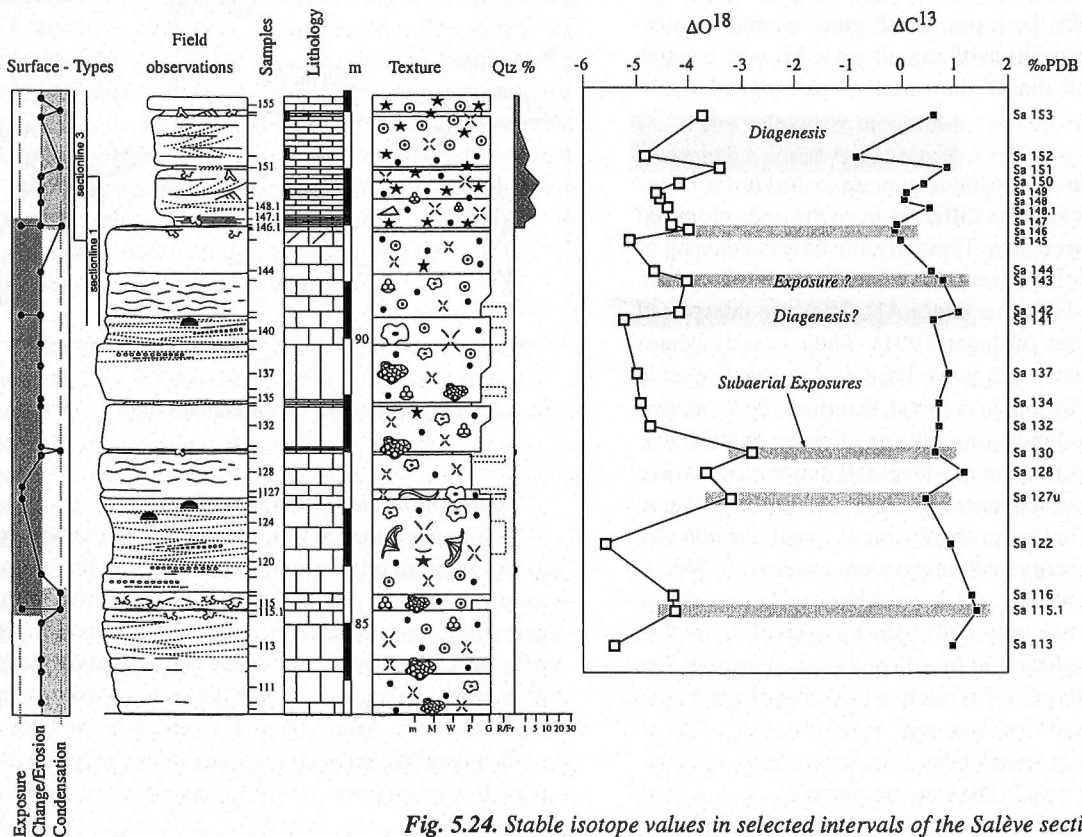 ΔO18 ΔC13
Surface - Types
Field
observations
Samples
Lithology
m
Texture
Qtz %
-6 -5 -4 -3 -2 -1 0 1 2 ‰PDB
sectionline 3
sectionline 1
155
151
148.1
147.1
146.1
144
140
137
135
132
128
124
120
115.1
113
111
90
85
Diagenesis
Exposure ?
Diagenesis?
Subaerial Exposures
Sa 153
Sa 152
Sa 151
Sa 150
Sa 149
Sa 148
Sa 148.1
Sa 147
Sa 146
Sa 145
Sa 144
Sa 143
Sa 142
Sa 141
Sa 137
Sa 134
Sa 132
Sa 130
Sa 128
Sa 127u
Sa 122
Sa 116
Sa 115.1
Sa 113
m M W P G R/Fr 1 5 10 20 30
Exposure
Change/Erosion
Condensation
Fig. 5.24. Stable isotope values in selected intervals of the Salève secti